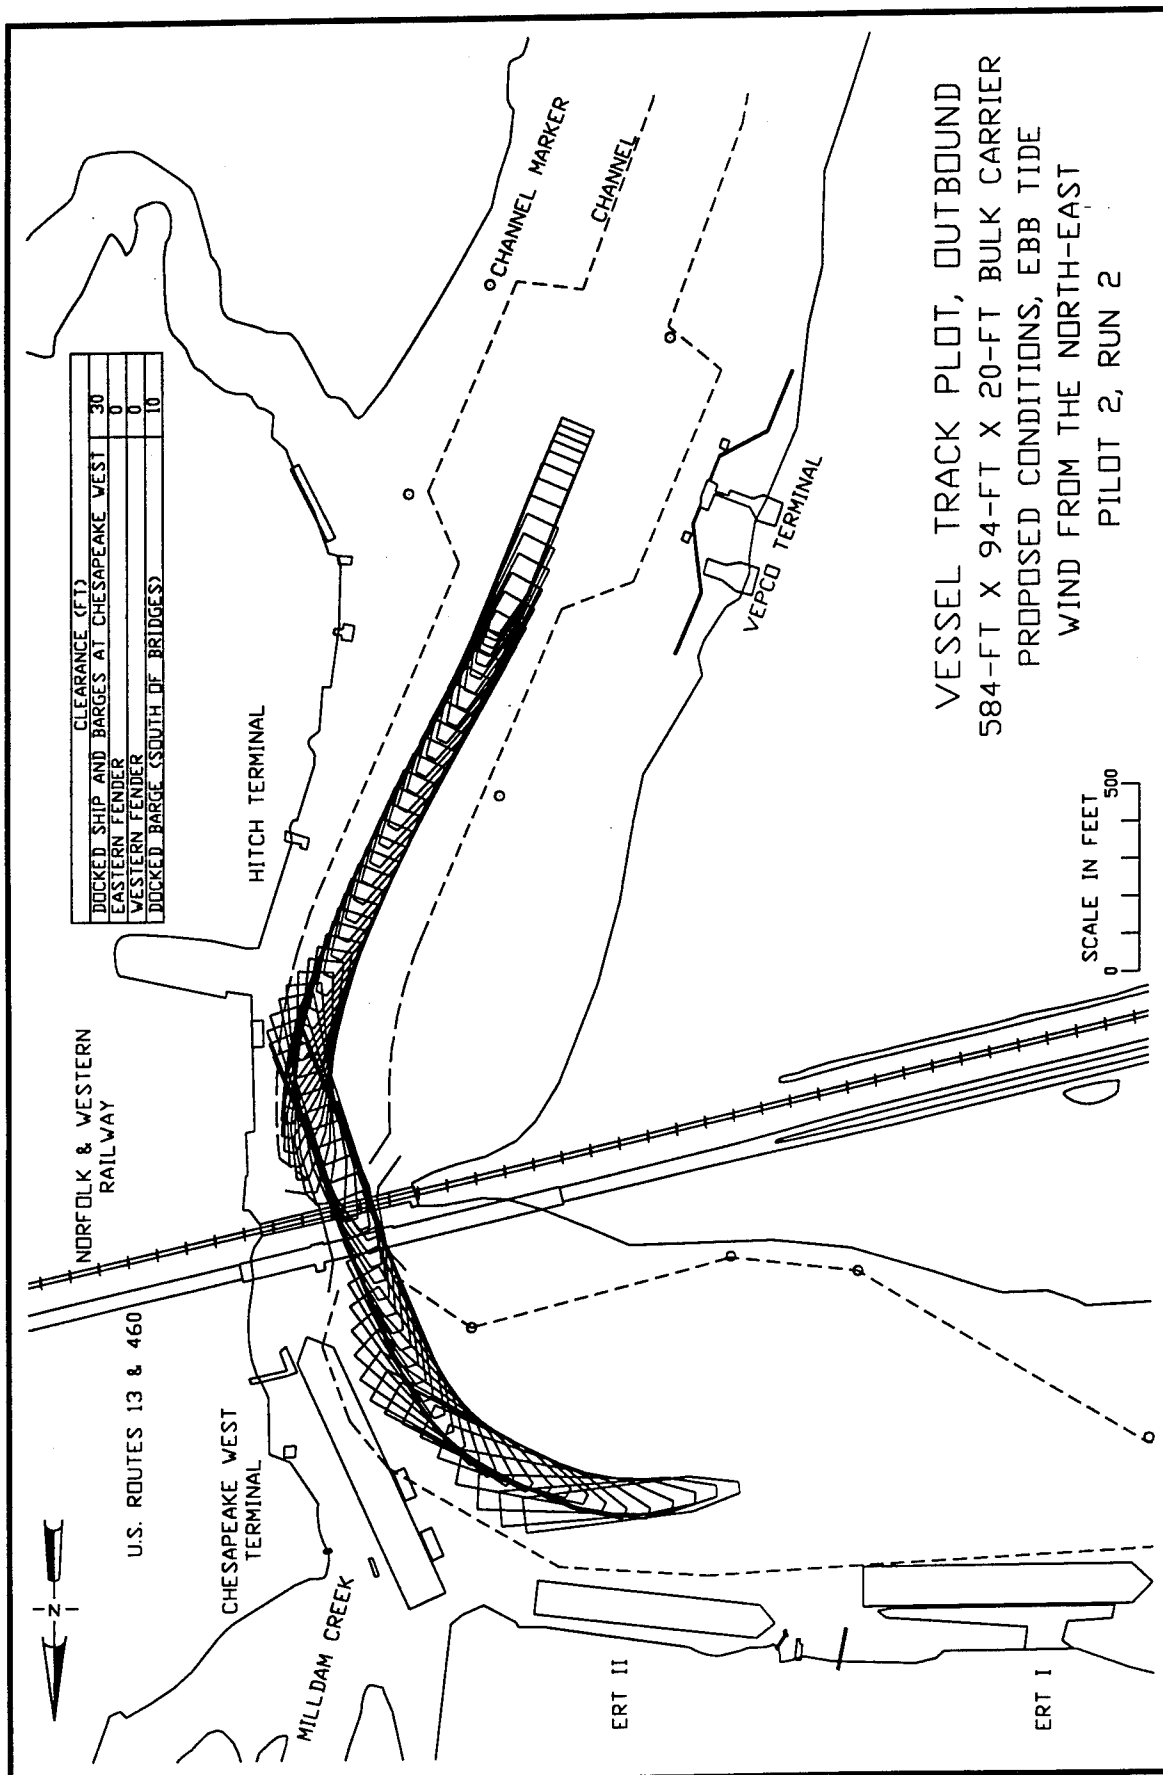 CLEARANCE (FT)
DOCKED SHIP AND BARGES AT CHESAPEAKE WEST 30
EASTERN FENDER 0
WESTERN FENDER 0
DOCKED BARGE (SOUTH OF BRIDGES) 10
N
NORFOLK & WESTERN
RAILWAY
U.S. ROUTES 13 & 460
CHESAPEAKE WEST
TERMINAL
MILLDAM CREEK
HITCH TERMINAL
CHANNEL MARKER
CHANNEL
VEPCO TERMINAL
ERT II
ERT I
SCALE IN FEET
0 500
VESSEL TRACK PLOT, OUTBOUND
584-FT X 94-FT X 20-FT BULK CARRIER
PROPOSED CONDITIONS, EBB TIDE
WIND FROM THE NORTH-EAST
PILOT 2, RUN 2